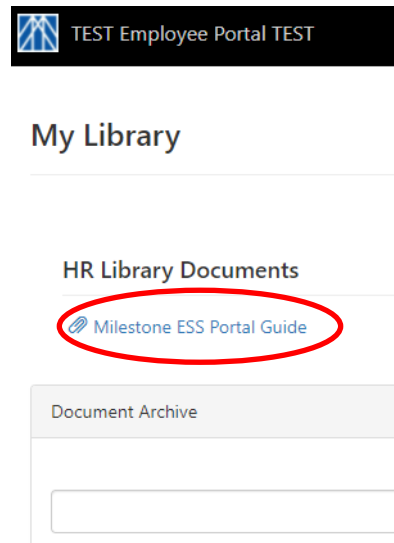 TEST Employee Portal TEST
My Library
HR Library Documents
Milestone ESS Portal Guide
Document Archive